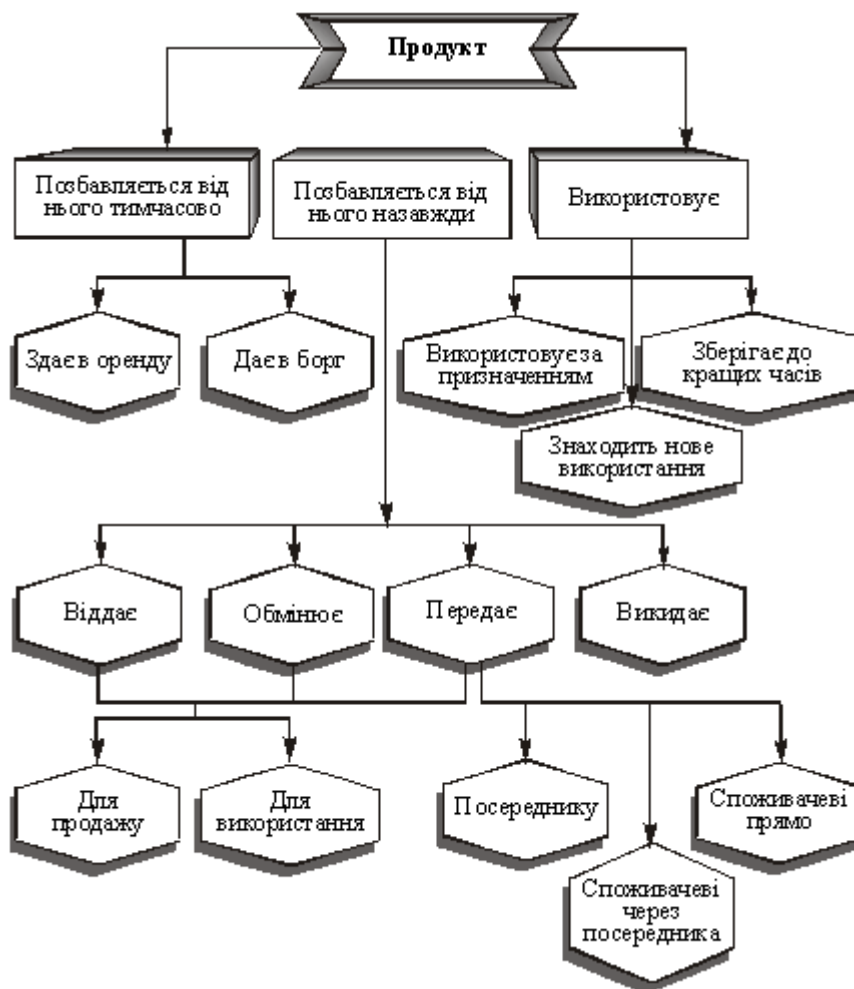 Продукт
Позбавляється від
нього тимчасово
Позбавляється від
нього назавжди
Використовує
Здає в оренду
Дає в борг
Використовує за
призначенням
Зберігає до
кращих часів
Знаходить нове
використання
Віддає
Обмінює
Передає
Викидає
Для
продажу
Для
використання
Посереднику
Споживачеві
прямо
Споживачеві
через
посередника